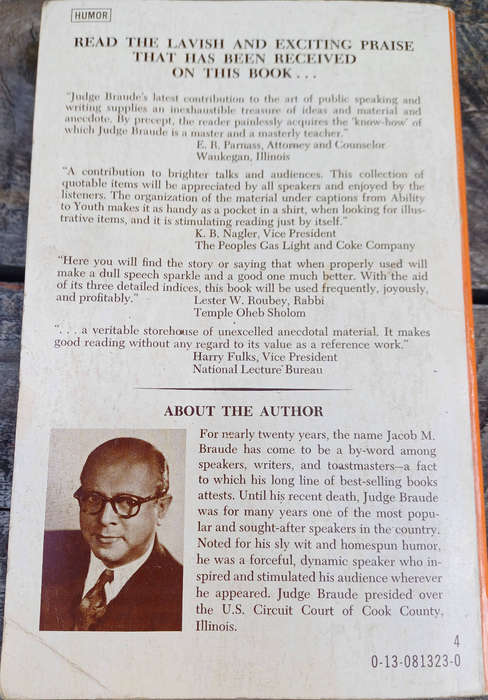 HUMOR
READ THE LAVISH AND EXCITING PRAISE
THAT HAS BEEN RECEIVED
ON THIS BOOK . . .
"Judge Braude's latest contribution to the art of public speaking and
writing supplies an inexhaustible treasure of ideas and material and
anecdote. By precept, the reader painlessly acquires the 'know-how' of
which Judge Braude is a master and a masterly teacher."
E. R. Parnass, Attorney and Counselor
Waukegan, Illinois
"A contribution to brighter talks and audiences. This collection of
quotable items will be appreciated by all speakers and enjoyed by the
listeners. The organization of the material under captions from Ability
to Youth makes it as handy as a pocket in a shirt, when looking for illus-
trative items, and it is stimulating reading just by itself."
K. B. Nagler, Vice President
The Peoples Gas Light and Coke Company
"Here you will find the story or saying that when properly used will
make a dull speech sparkle and a good one much better. With the aid
of its three detailed indices, this book will be used frequently, joyously,
and profitably."
Lester W. Roubey, Rabbi
Temple Oheb Sholom
". . . a veritable storehouse of unexcelled anecdotal material. It makes
good reading without any regard to its value as a reference work."
Harry Fulks, Vice President
National Lecture Bureau
ABOUT THE AUTHOR
For nearly twenty years, the name Jacob M.
Braude has come to be a by-word among
speakers, writers, and toastmasters—a fact
to which his long line of best-selling books
attests. Until his recent death, Judge Braude
was for many years one of the most popu-
lar and sought-after speakers in the country.
Noted for his sly wit and homespun humor,
he was a forceful, dynamic speaker who in-
spired and stimulated his audience wherever
he appeared. Judge Braude presided over
the U.S. Circuit Court of Cook County,
Illinois.
4
0-13-081323-0